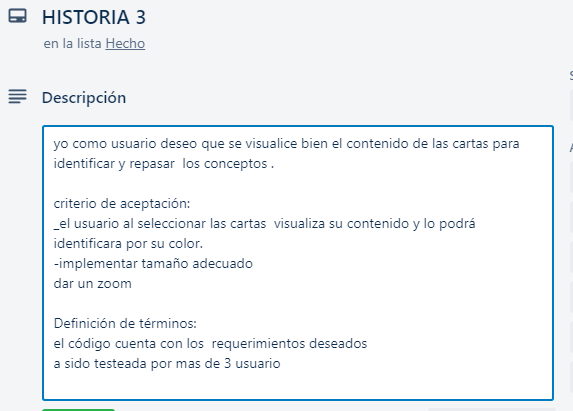 HISTORIA 3
en la lista Hecho
Descripción
yo como usuario deseo que se visualice bien el contenido de las cartas para
identificar y repasar los conceptos .
criterio de aceptación:
_el usuario al seleccionar las cartas visualiza su contenido y lo podrá
identificara por su color.
-implementar tamaño adecuado
dar un zoom
Definición de términos:
el código cuenta con los requerimientos deseados
a sido testeada por mas de 3 usuario